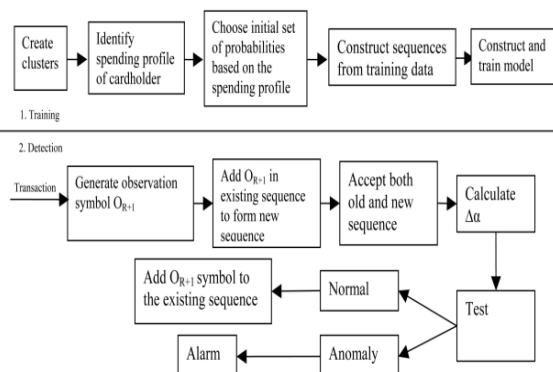 Create
clusters
Identify
spending profile
of cardholder
Choose initial set
of probabilities
based on the
spending profile
Construct sequences
from training data
Construct and
train model
1. Training
2. Detection
Transaction
Generate observation
symbol O_{R+1}
Add O_{R+1} in
existing sequence
to form new
sequence
Accept both
old and new
sequence
Calculate
Δα
Add O_{R+1} symbol to
the existing sequence
Normal
Test
Alarm
Anomaly